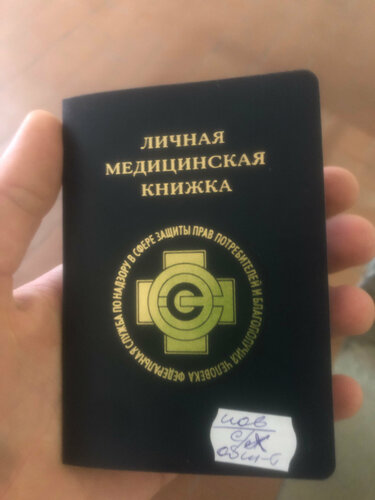 ЛИЧНАЯ
МЕДИЦИНСКАЯ
КНИЖКА
ФЕДЕРАЛЬНАЯ СЛУЖБА ПО НАДЗОРУ В СФЕРЕ ЗАЩИТЫ ПРАВ ПОТРЕБИТЕЛЕЙ И БЛАГОПОЛУЧИЯ ЧЕЛОВЕКА